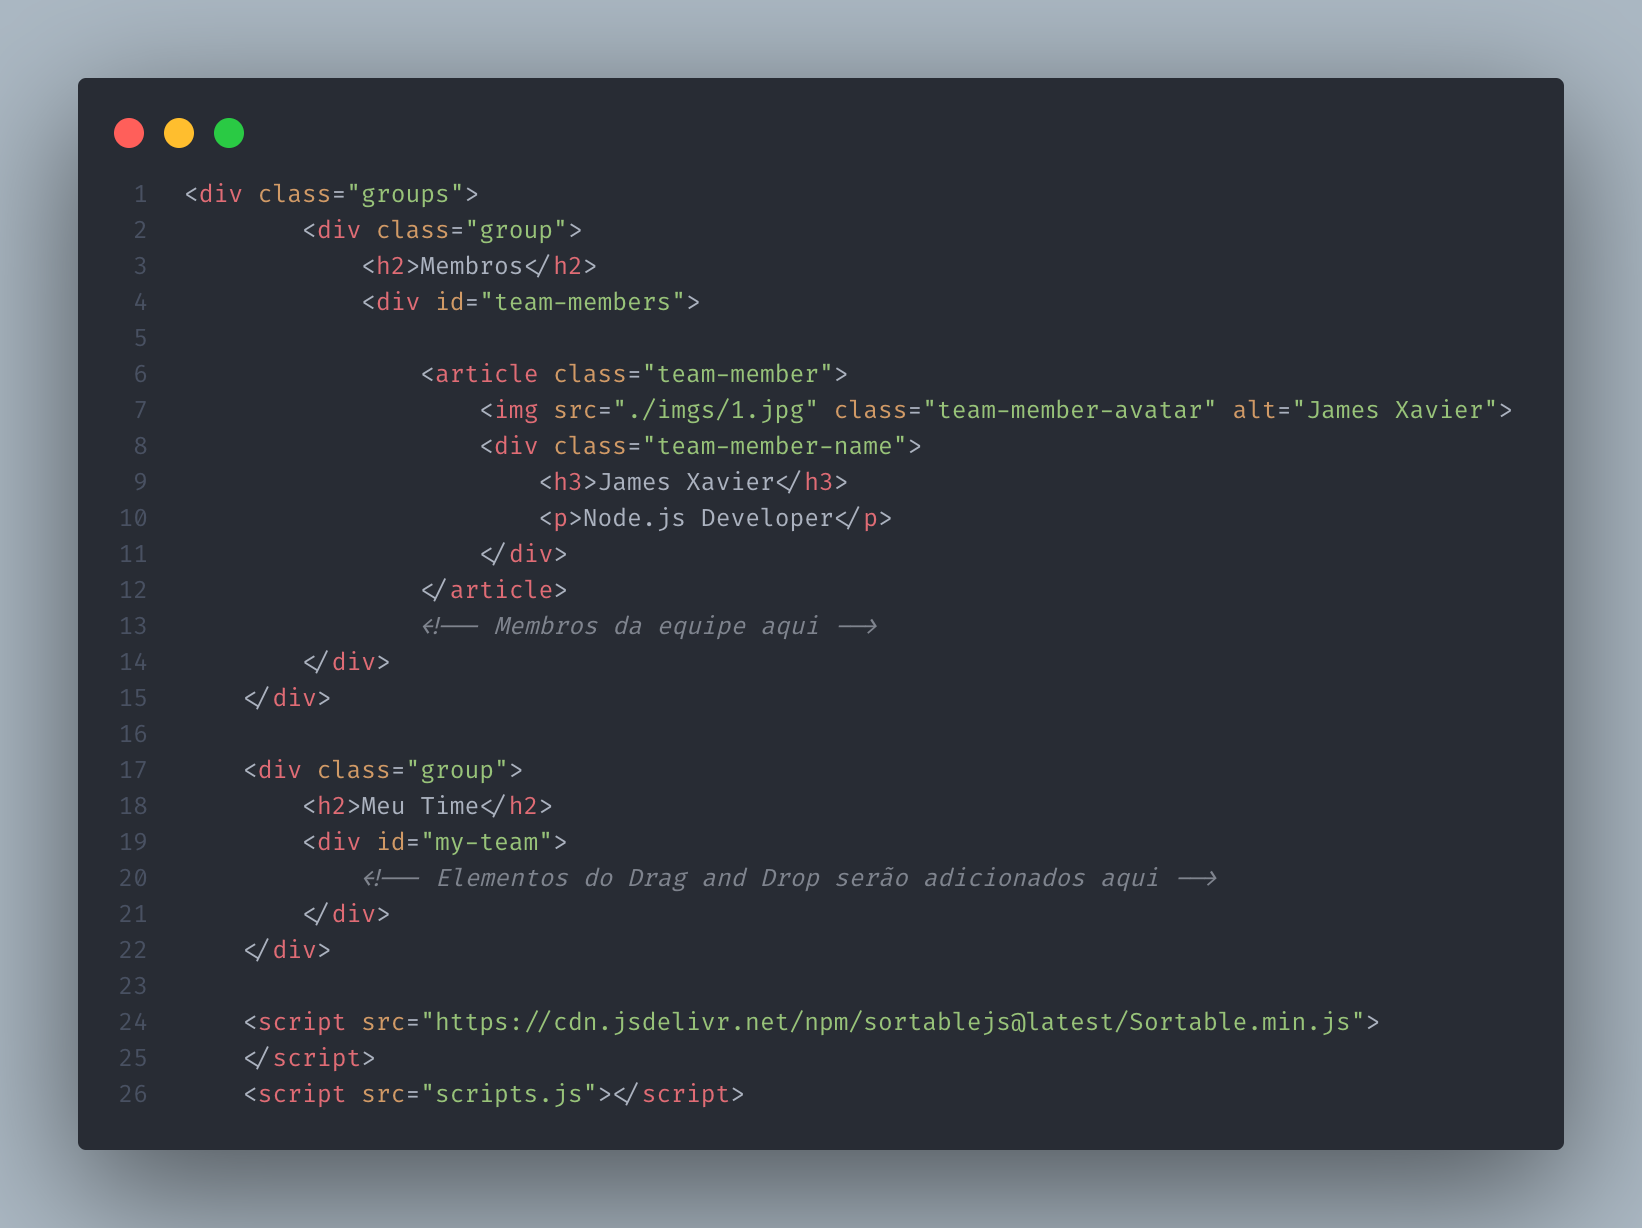 1 <div class="groups">
2         <div class="group">
3             <h2>Membros</h2>
4             <div id="team-members">
5
6                 <article class="team-member">
7                     <img src="./imgs/1.jpg" class="team-member-avatar" alt="James Xavier">
8                     <div class="team-member-name">
9                         <h3>James Xavier</h3>
10                         <p>Node.js Developer</p>
11                     </div>
12                 </article>
13                 <!-- Membros da equipe aqui -->
14         </div>
15     </div>
16
17     <div class="group">
18         <h2>Meu Time</h2>
19         <div id="my-team">
20             <!-- Elementos do Drag and Drop serão adicionados aqui -->
21         </div>
22     </div>
23
24     <script src="https://cdn.jsdelivr.net/npm/sortablejs@latest/Sortable.min.js">
25     </script>
26     <script src="scripts.js"></script>